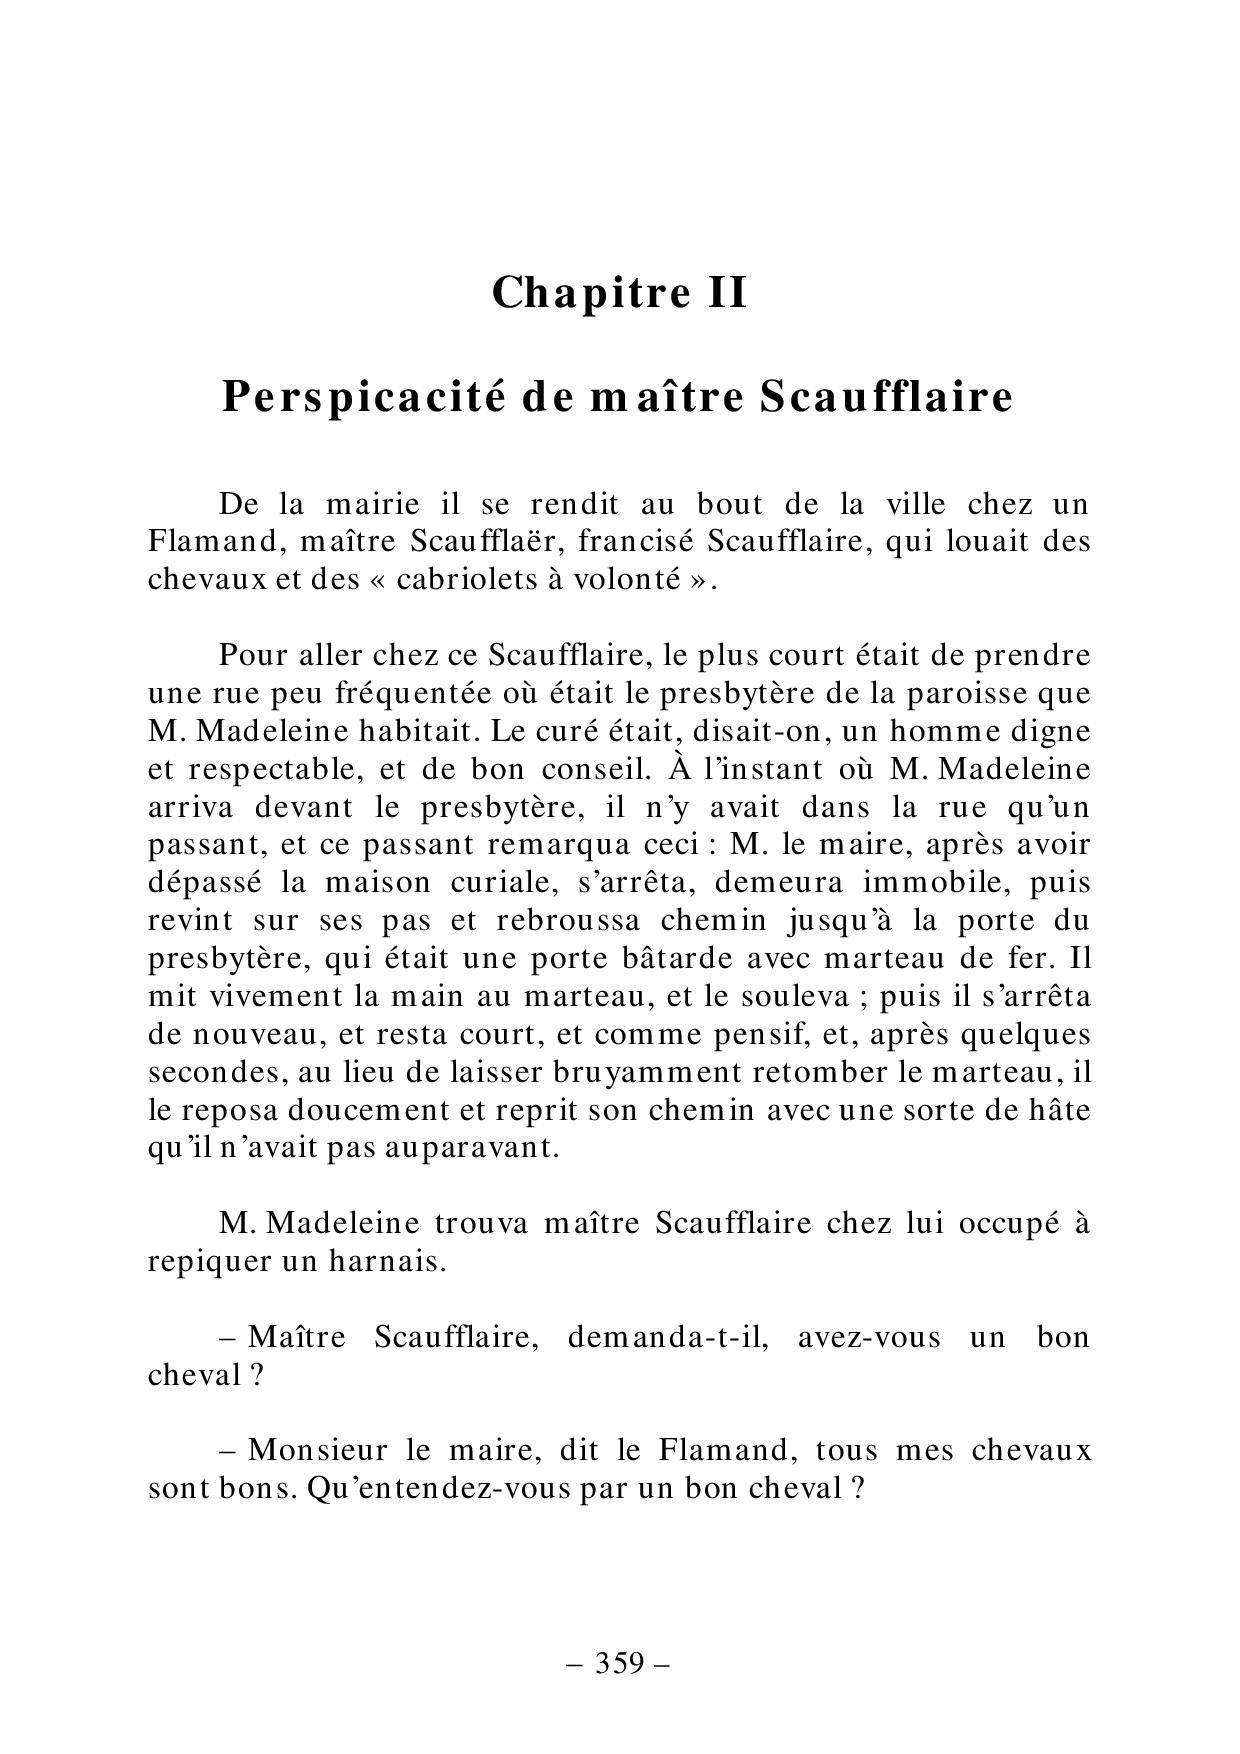 Chapitre II
Perspicacité de maître Scaufflaire
De la mairie il se rendit au bout de la ville chez un
Flamand, maître Scaufflaër, francisé Scaufflaire, qui louait des
chevaux et des « cabriolets à volonté ».
Pour aller chez ce Scaufflaire, le plus court était de prendre
une rue peu fréquentée où était le presbytère de la paroisse que
M. Madeleine habitait. Le curé était, disait-on, un homme digne
et respectable, et de bon conseil. À l’instant où M. Madeleine
arriva devant le presbytère, il n’y avait dans la rue qu’un
passant, et ce passant remarqua ceci : M. le maire, après avoir
dépassé la maison curiale, s’arrêta, demeura immobile, puis
revint sur ses pas et rebroussa chemin jusqu’à la porte du
presbytère, qui était une porte bâtarde avec marteau de fer. Il
mit vivement la main au marteau, et le souleva ; puis il s’arrêta
de nouveau, et resta court, et comme pensif, et, après quelques
secondes, au lieu de laisser bruyamment retomber le marteau, il
le reposa doucement et reprit son chemin avec une sorte de hâte
qu’il n’avait pas auparavant.
M. Madeleine trouva maître Scaufflaire chez lui occupé à
repiquer un harnais.
– Maître Scaufflaire, demanda-t-il, avez-vous un bon
cheval ?
– Monsieur le maire, dit le Flamand, tous mes chevaux
sont bons. Qu’entendez-vous par un bon cheval ?
– 359 –